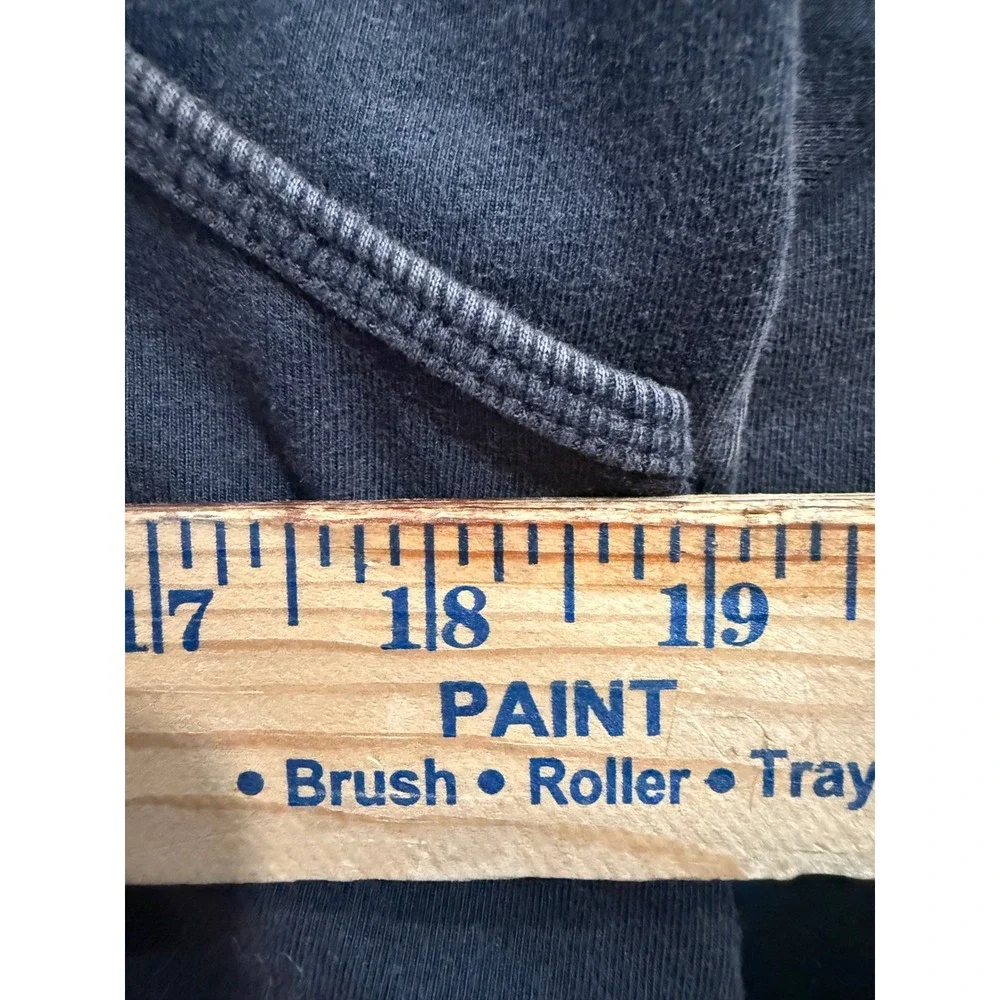 17 18 19
PAINT
• Brush • Roller • Tray